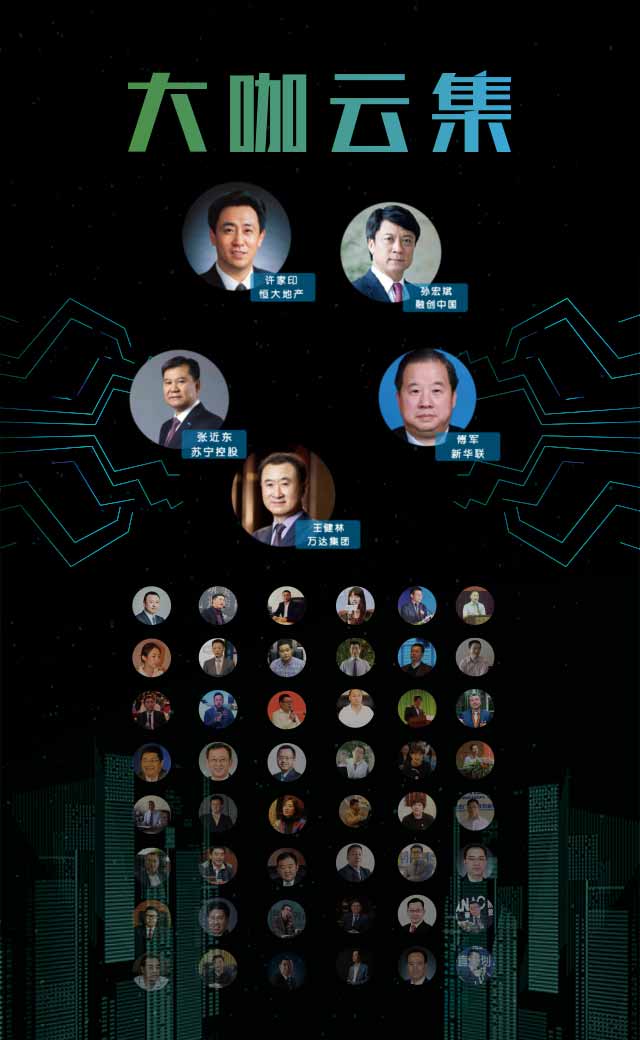 大咖云集
许家印
恒大地产
孙宏斌
融创中国
张近东
苏宁控股
傅军
新华联
王健林
万达集团